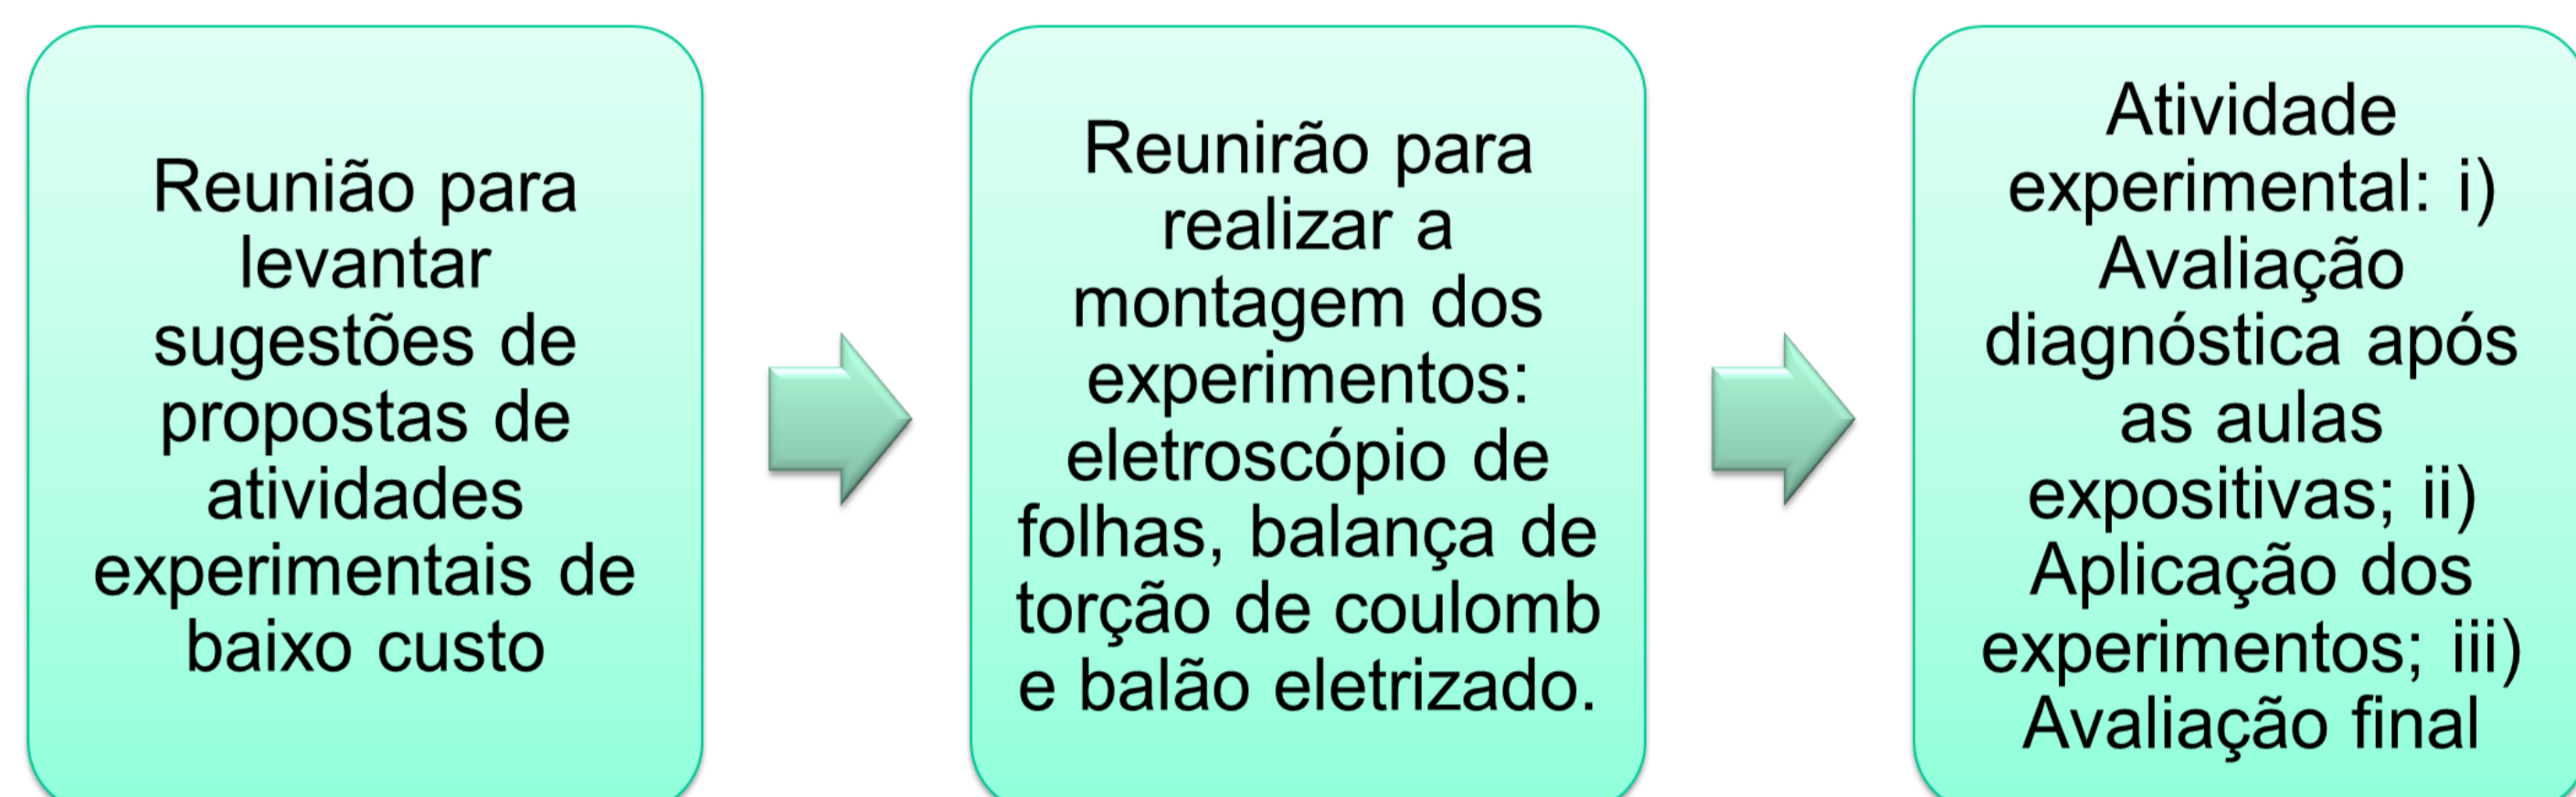 Reunião para
levantar
sugestões de
propostas de
atividades
experimentais de
baixo custo
Reunirão para
realizar a
montagem dos
experimentos:
eletroscópio de
folhas, balança de
torção de coulomb
e balão eletrizado.
Atividade
experimental: i)
Avaliação
diagnóstica após
as aulas
expositivas; ii)
Aplicação dos
experimentos; iii)
Avaliação final